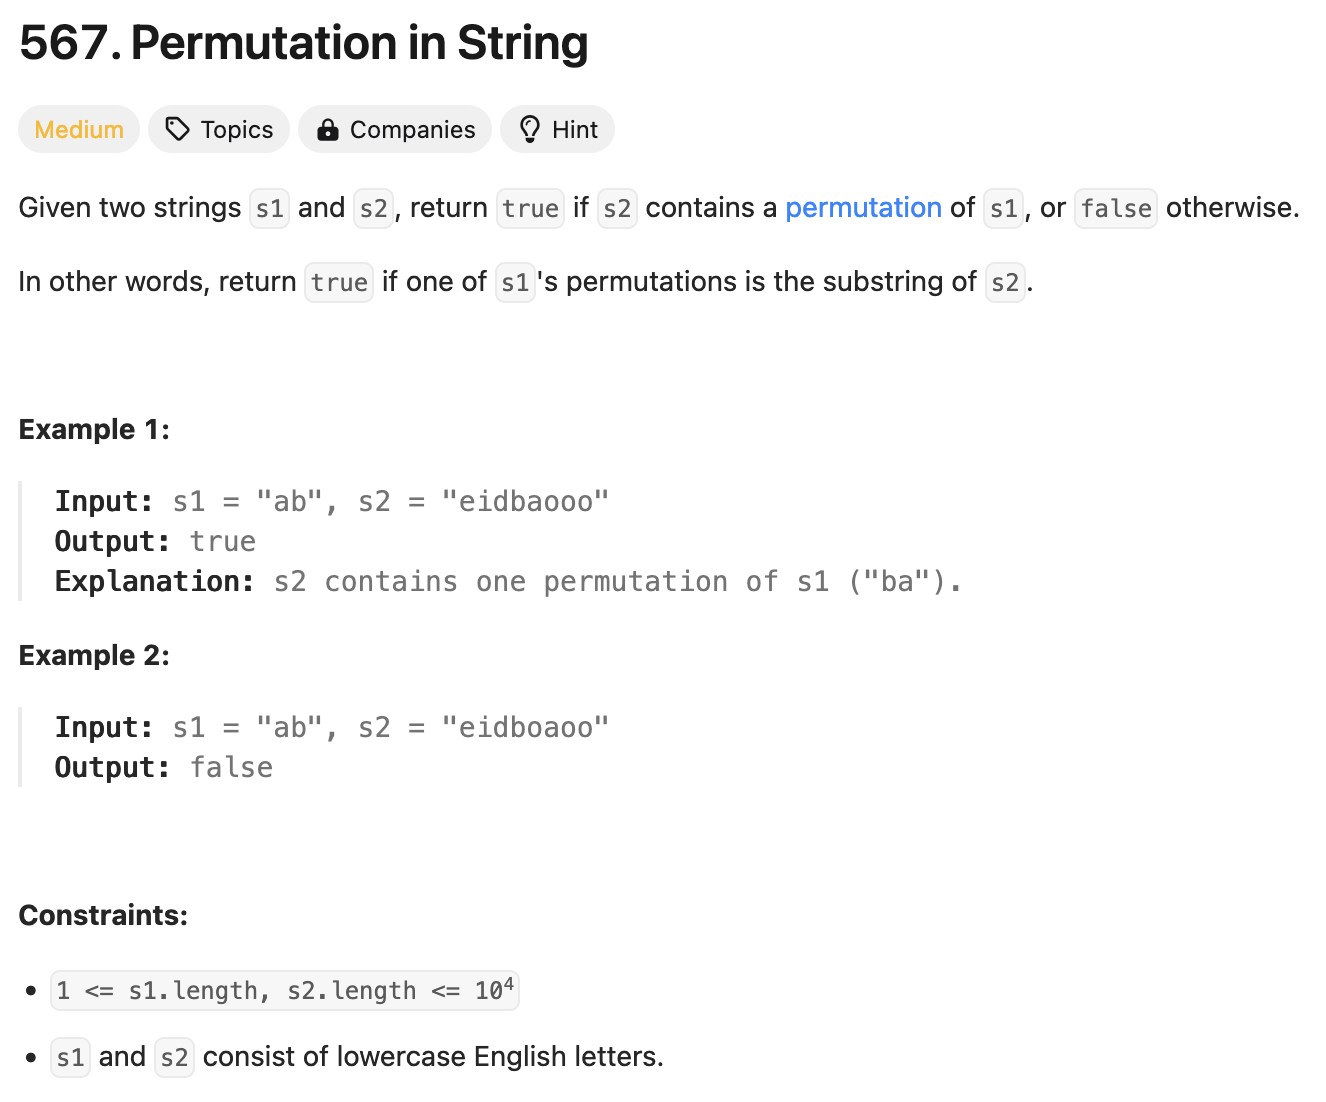 567. Permutation in String
Medium Topics Companies Hint
Given two strings s1 and s2, return true if s2 contains a permutation of s1, or false otherwise.
In other words, return true if one of s1's permutations is the substring of s2.
Example 1:
Input: s1 = "ab", s2 = "eidbaooo"
Output: true
Explanation: s2 contains one permutation of s1 ("ba").
Example 2:
Input: s1 = "ab", s2 = "eidboaoo"
Output: false
Constraints:
• 1 <= s1.length, s2.length <= 10⁴
• s1 and s2 consist of lowercase English letters.